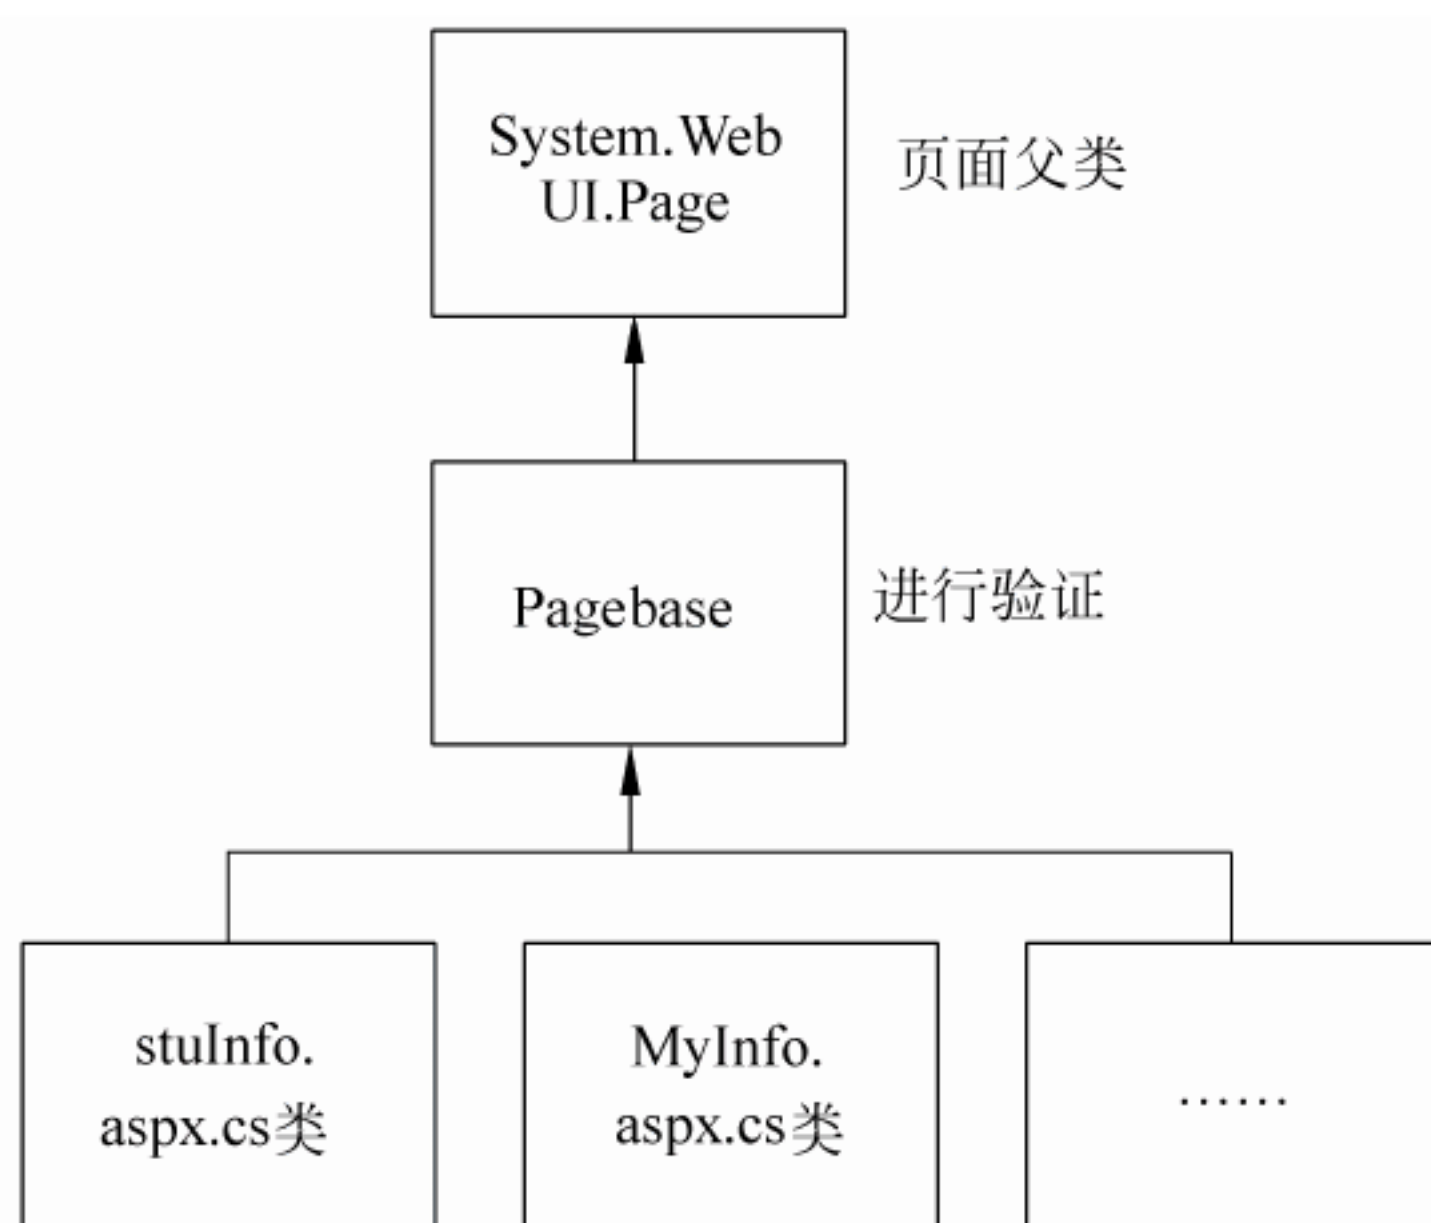 System.Web
UI.Page
页面父类
Pagebase
进行验证
stuInfo.
aspx.cs类
MyInfo.
aspx.cs类
……